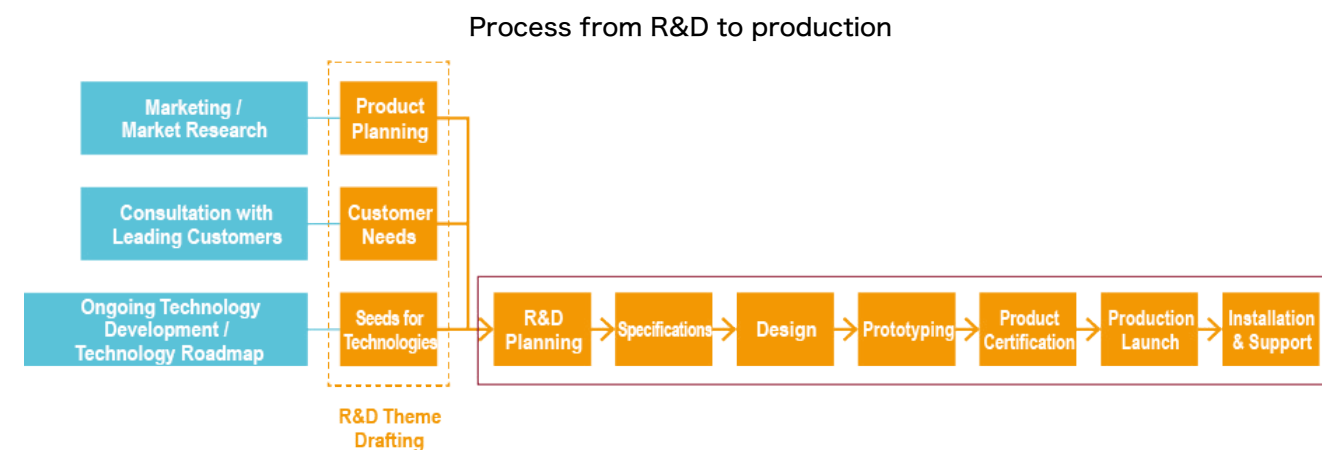 Process from R&D to production
Marketing /
Market Research
Product
Planning
Consultation with
Leading Customers
Customer
Needs
Ongoing Technology
Development /
Technology Roadmap
Seeds for
Technologies
R&D
Planning
Specifications
Design
Prototyping
Product
Certification
Production
Launch
Installation
& Support
R&D Theme
Drafting